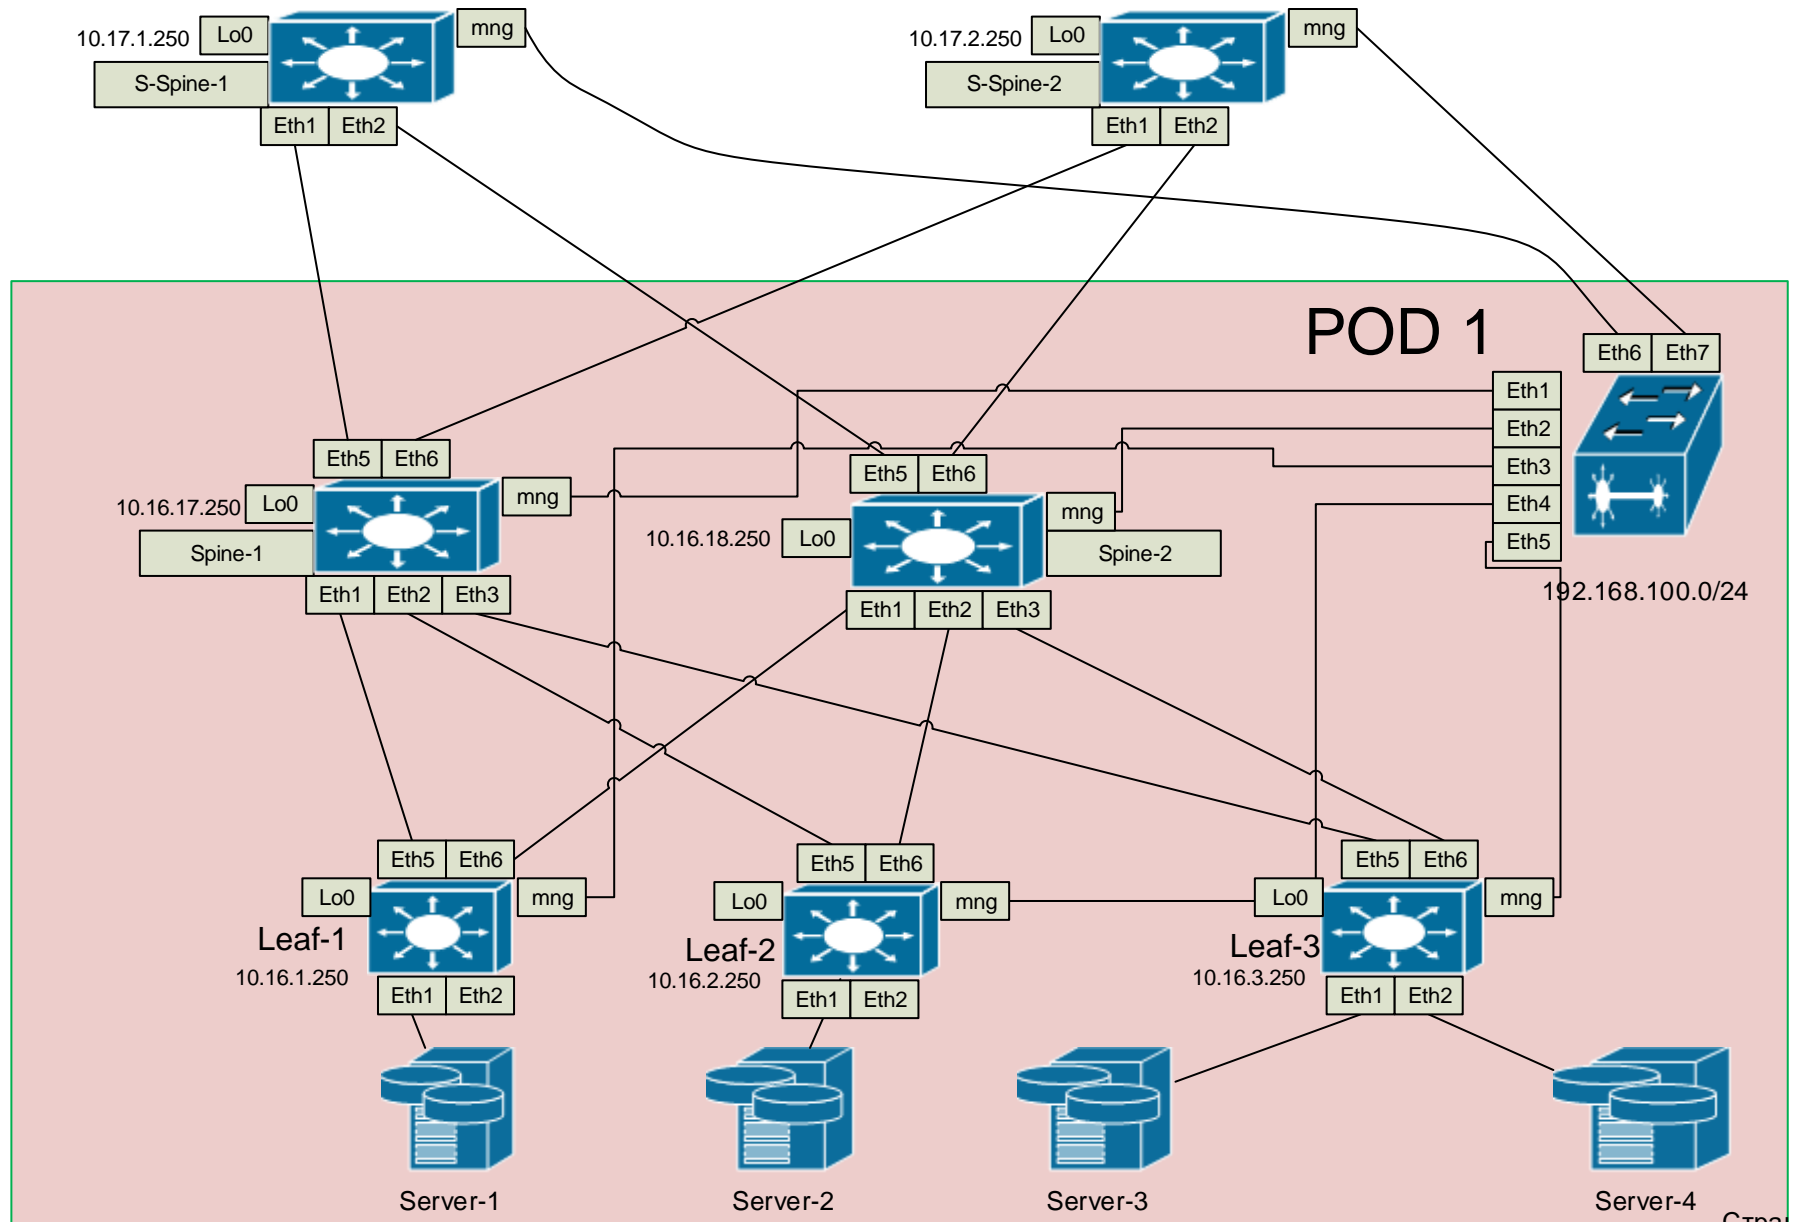 mng
mng
10.17.1.250
Lo0
10.17.2.250
Lo0
S-Spine-1
S-Spine-2
Eth1 Eth2
Eth1 Eth2
POD 1
Eth6 Eth7
Eth1
Eth2
Eth3
Eth4
Eth5
192.168.100.0/24
Eth5 Eth6
Eth5 Eth6
10.16.17.250
Lo0
mng
Spine-1
10.16.18.250
Lo0
mng
Spine-2
Eth1 Eth2 Eth3
Eth1 Eth2 Eth3
Eth5 Eth6
Eth5 Eth6
Eth5 Eth6
Lo0
mng
Lo0
mng
Lo0
mng
Leaf-1
10.16.1.250
Leaf-2
10.16.2.250
Leaf-3
10.16.3.250
Eth1 Eth2
Eth1 Eth2
Eth1 Eth2
Server-1
Server-2
Server-3
Server-4